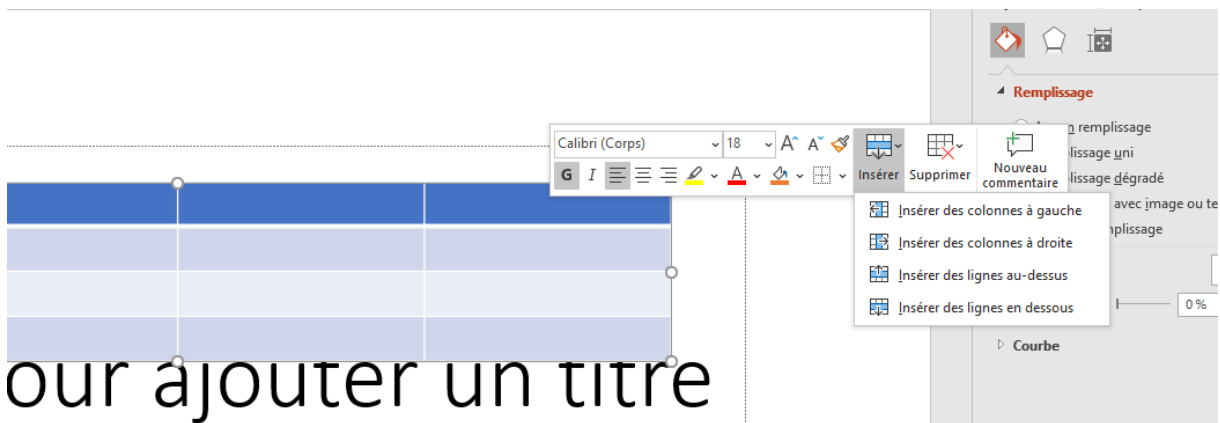 Remplissage
remplissage
Calibri (Corps) 18 A A
lissage uni
G I A Insérer Supprimer Nouveau commentaire
lissage dégradé
Insérer des colonnes à gauche
avec image ou te
Insérer des colonnes à droite
plissage
Insérer des lignes au-dessus
Insérer des lignes en dessous
0 %
Courbe
our ajouter un titre